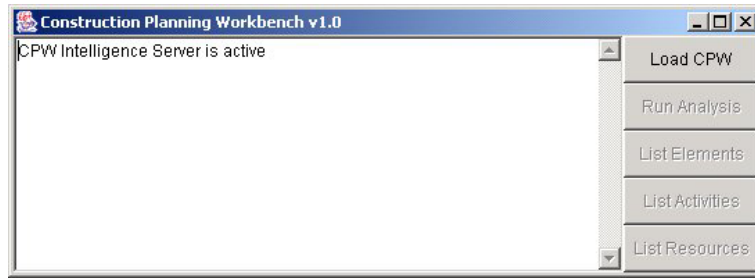 Construction Planning Workbench v1.0
CPW Intelligence Server is active
Load CPW
Run Analysis
List Elements
List Activities
List Resources